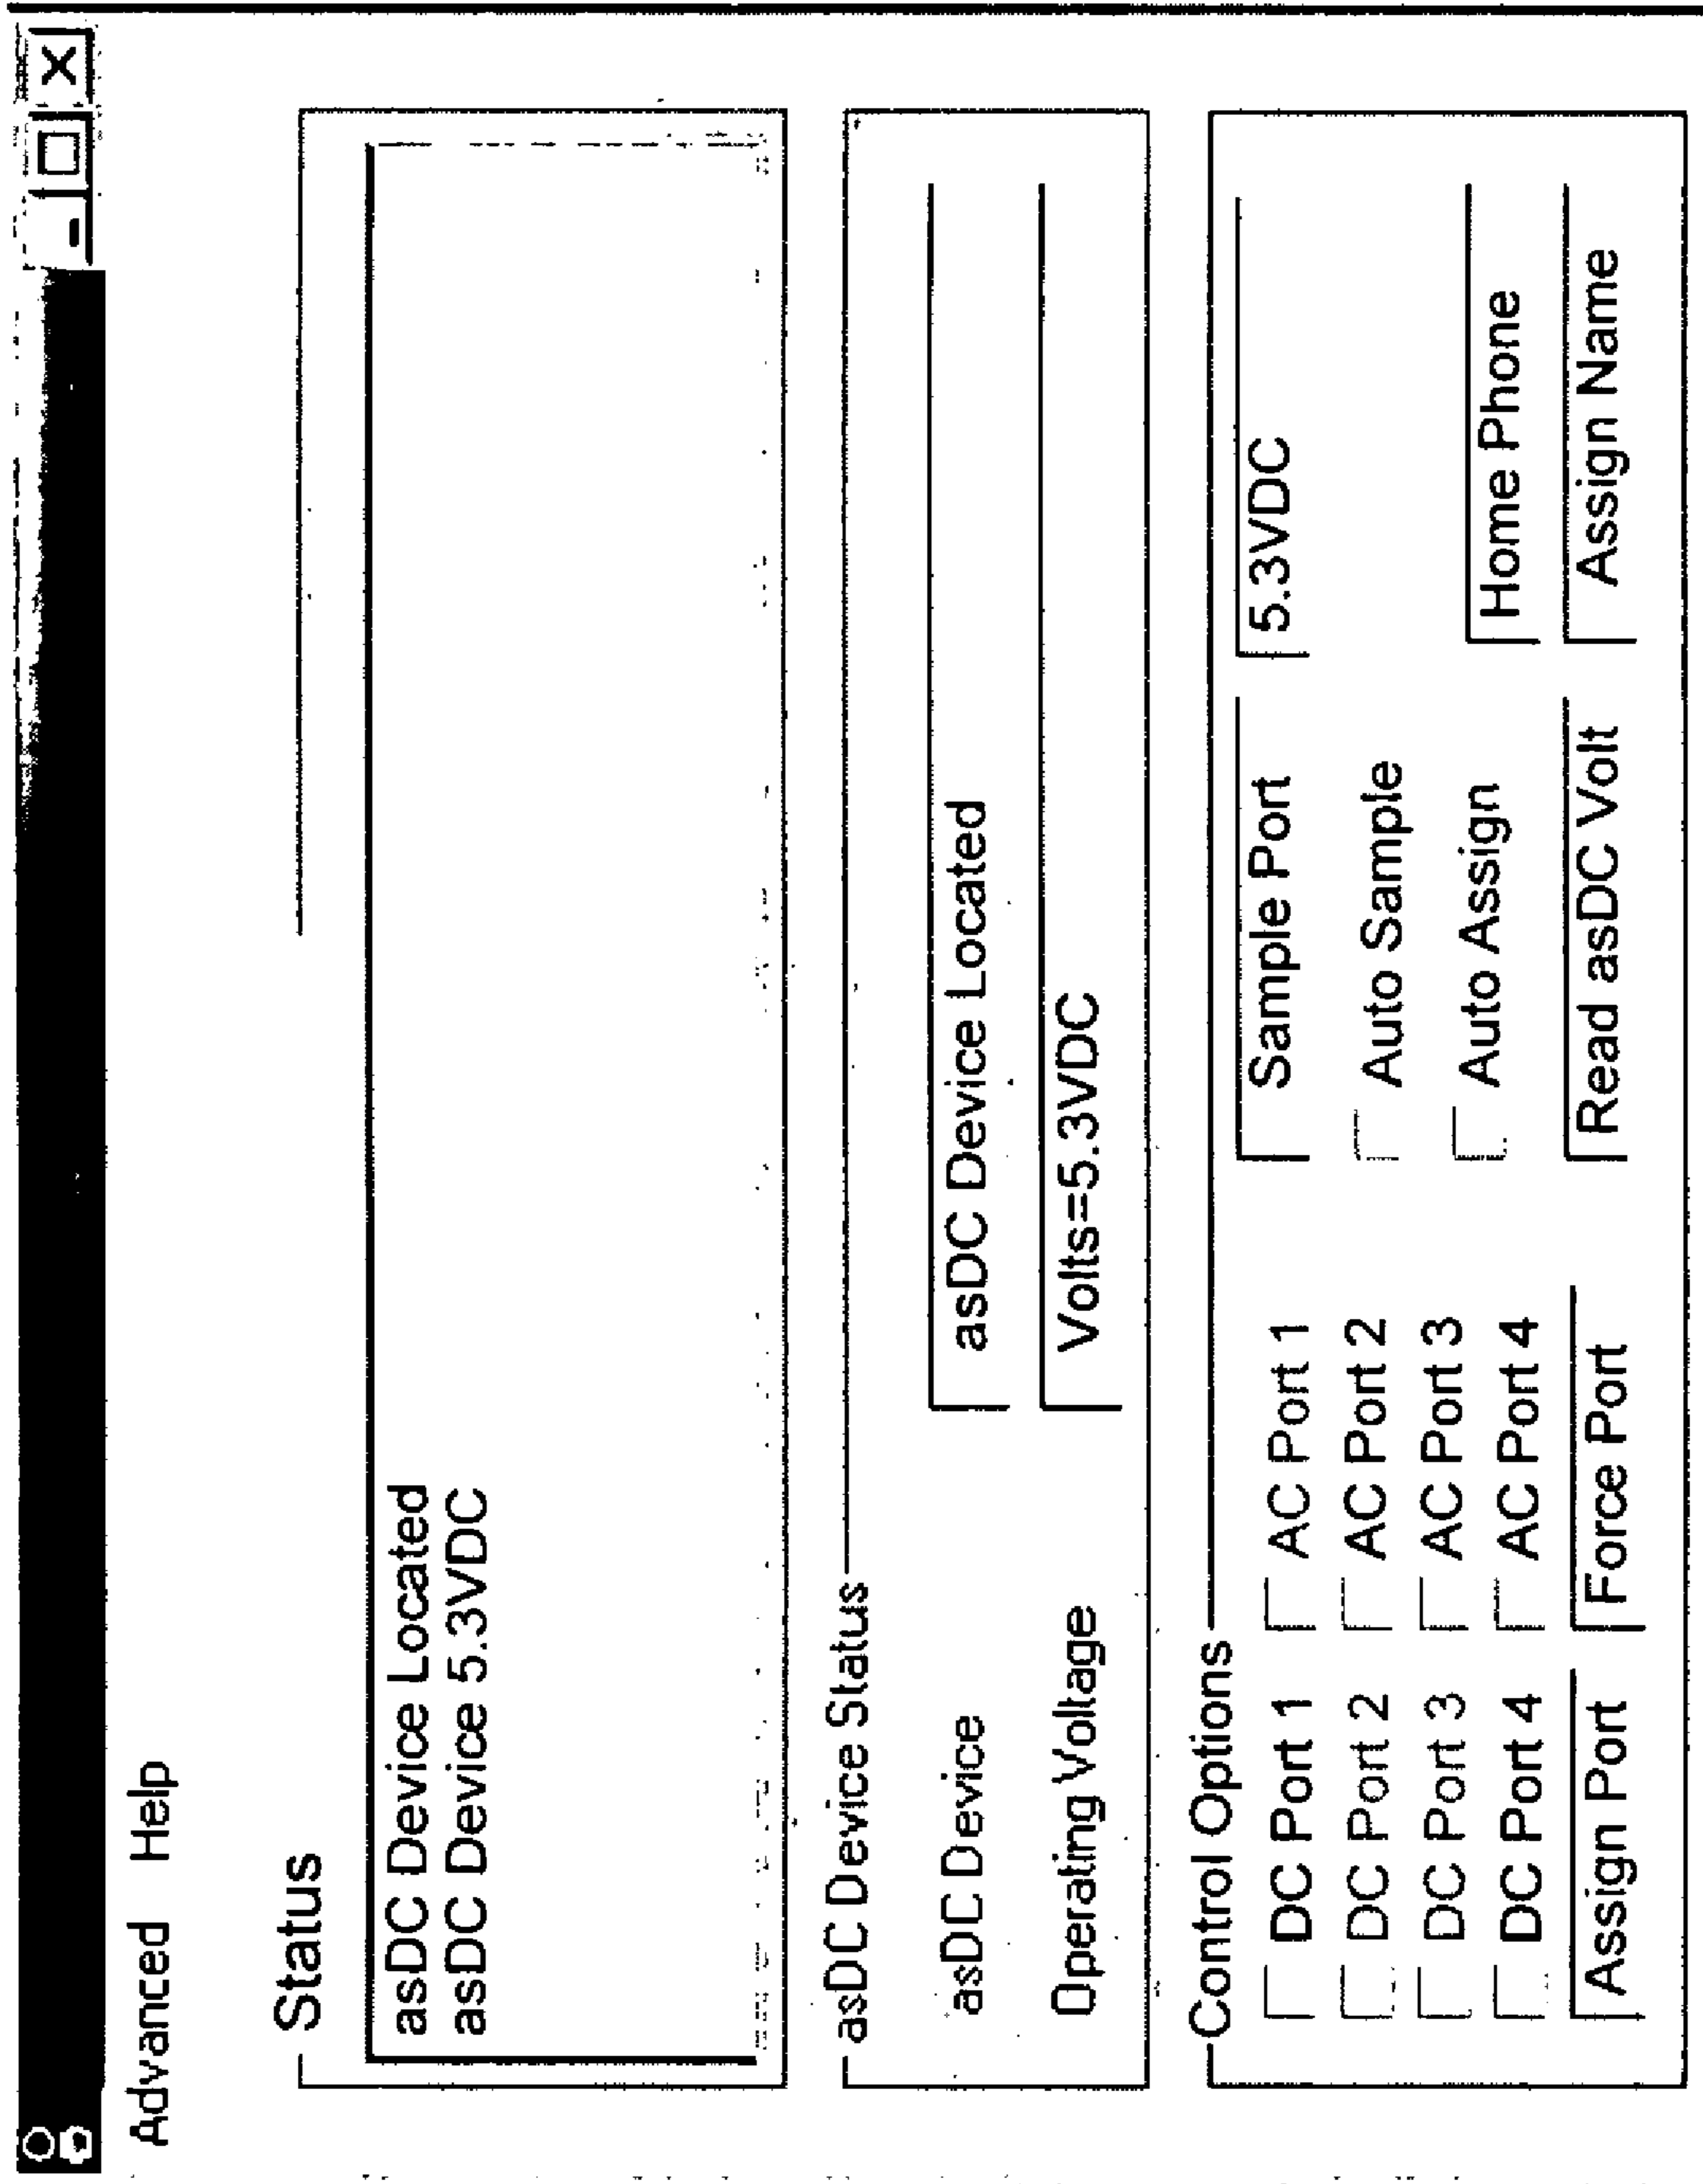 Advanced Help
Status
asDC Device Located
asDC Device 5.3VDC
asDC Device Status
asDC Device
asDC Device Located
Operating Voltage
Volts=5.3VDC
Control Options
DC Port 1
AC Port 1
Sample Port
5.3VDC
DC Port 2
AC Port 2
Auto Sample
DC Port 3
AC Port 3
Auto Assign
Home Phone
DC Port 4
AC Port 4
Assign Port
Force Port
Read asDC Volt
Assign Name